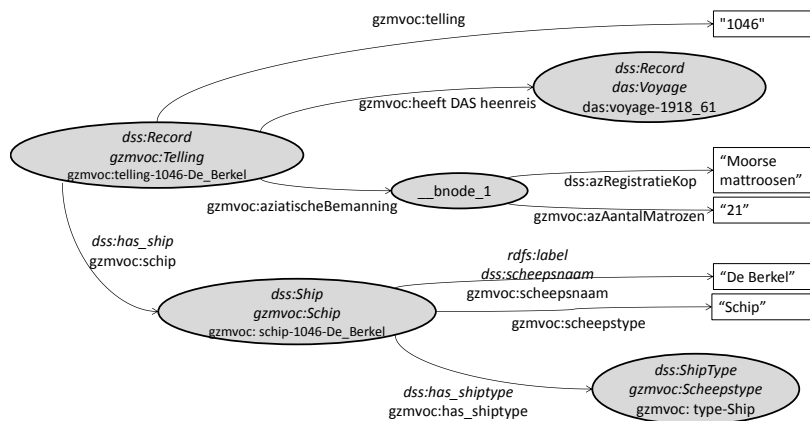 gzmvoc:telling
"1046"
dss:Record
das:Voyage
das:voyage-1918_61
gzmvoc:heeft DAS heenreis
dss:Record
gzmvoc:Telling
gzmvoc:telling-1046-De_Berkel
gzmvoc:aziatischeBemanning
__bnode_1
dss:azRegistratieKop
"Moorse
mattroosen"
gzmvoc:azAantalMatrozen
"21"
dss:has_ship
gzmvoc:schip
rdfs:label
dss:scheepsnaam
gzmvoc:scheepsnaam
"De Berkel"
dss:Ship
gzmvoc:Schip
gzmvoc: schip-1046-De_Berkel
gzmvoc:scheepstype
"Schip"
dss:has_shiptype
gzmvoc:has_shiptype
dss:ShipType
gzmvoc:Scheepstype
gzmvoc: type-Ship